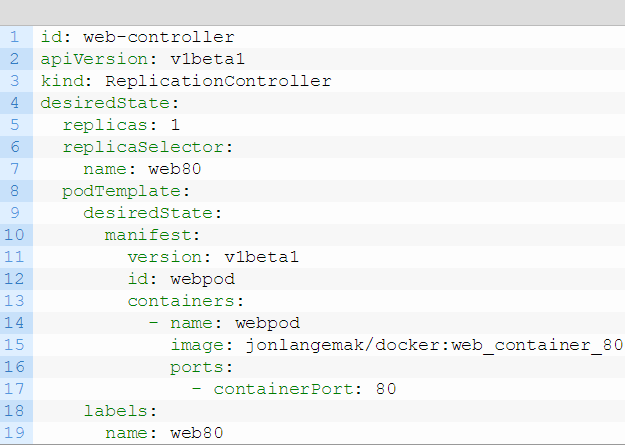 1 id: web-controller
2 apiVersion: v1beta1
3 kind: ReplicationController
4 desiredState:
5   replicas: 1
6   replicaSelector:
7     name: web80
8   podTemplate:
9     desiredState:
10       manifest:
11         version: v1beta1
12         id: webpod
13         containers:
14           - name: webpod
15             image: jonlangemak/docker:web_container_80
16             ports:
17               - containerPort: 80
18     labels:
19       name: web80